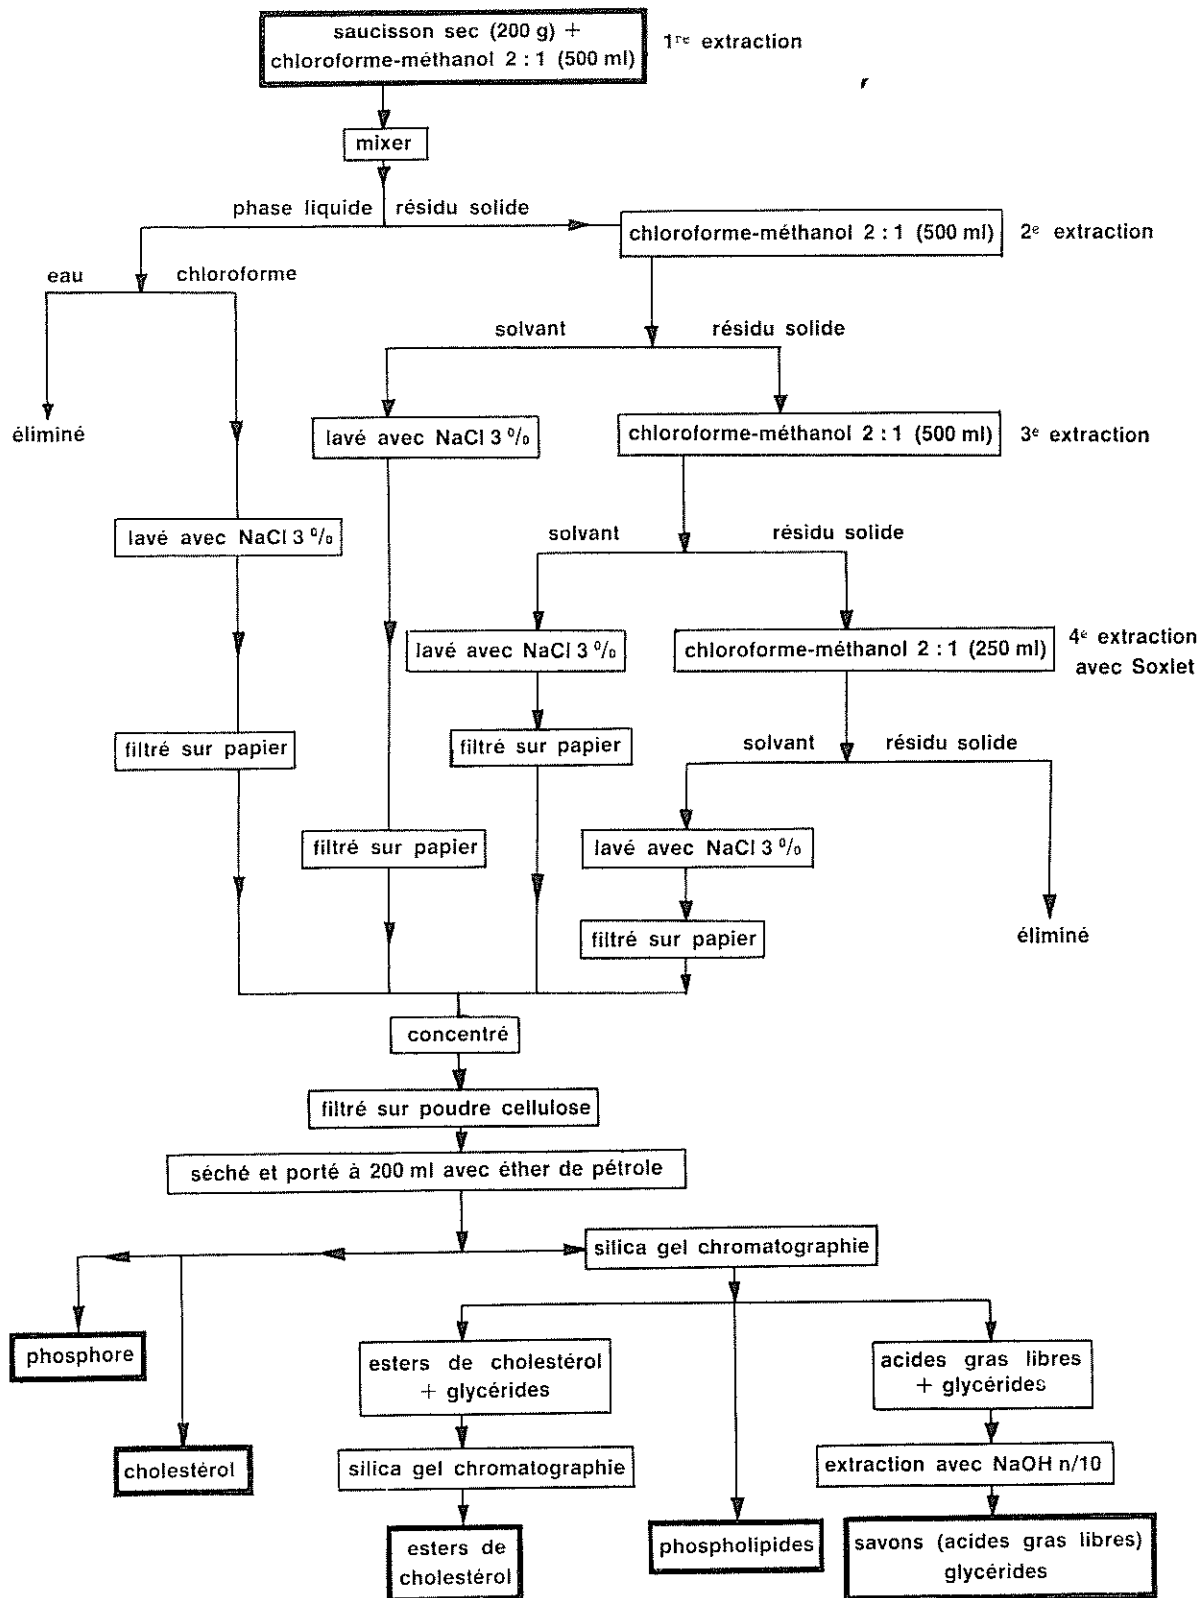 saucisson sec (200 g) +
chloroforme-méthanol 2 : 1 (500 ml)
1re extraction
mixer
phase liquide
résidu solide
chloroforme-méthanol 2 : 1 (500 ml)
2e extraction
eau
chloroforme
solvant
résidu solide
éliminé
lavé avec NaCl 3 %
chloroforme-méthanol 2 : 1 (500 ml)
3e extraction
lavé avec NaCl 3 %
solvant
résidu solide
lavé avec NaCl 3 %
chloroforme-méthanol 2 : 1 (250 ml)
4e extraction
avec Soxlet
filtré sur papier
filtré sur papier
solvant
résidu solide
filtré sur papier
lavé avec NaCl 3 %
filtré sur papier
éliminé
concentré
filtré sur poudre cellulose
séché et porté à 200 ml avec éther de pétrole
silica gel chromatographie
phosphore
esters de cholestérol
+ glycérides
acides gras libres
+ glycérides
cholestérol
silica gel chromatographie
extraction avec NaOH n/10
esters de
cholestérol
phospholipides
savons (acides gras libres)
glycérides